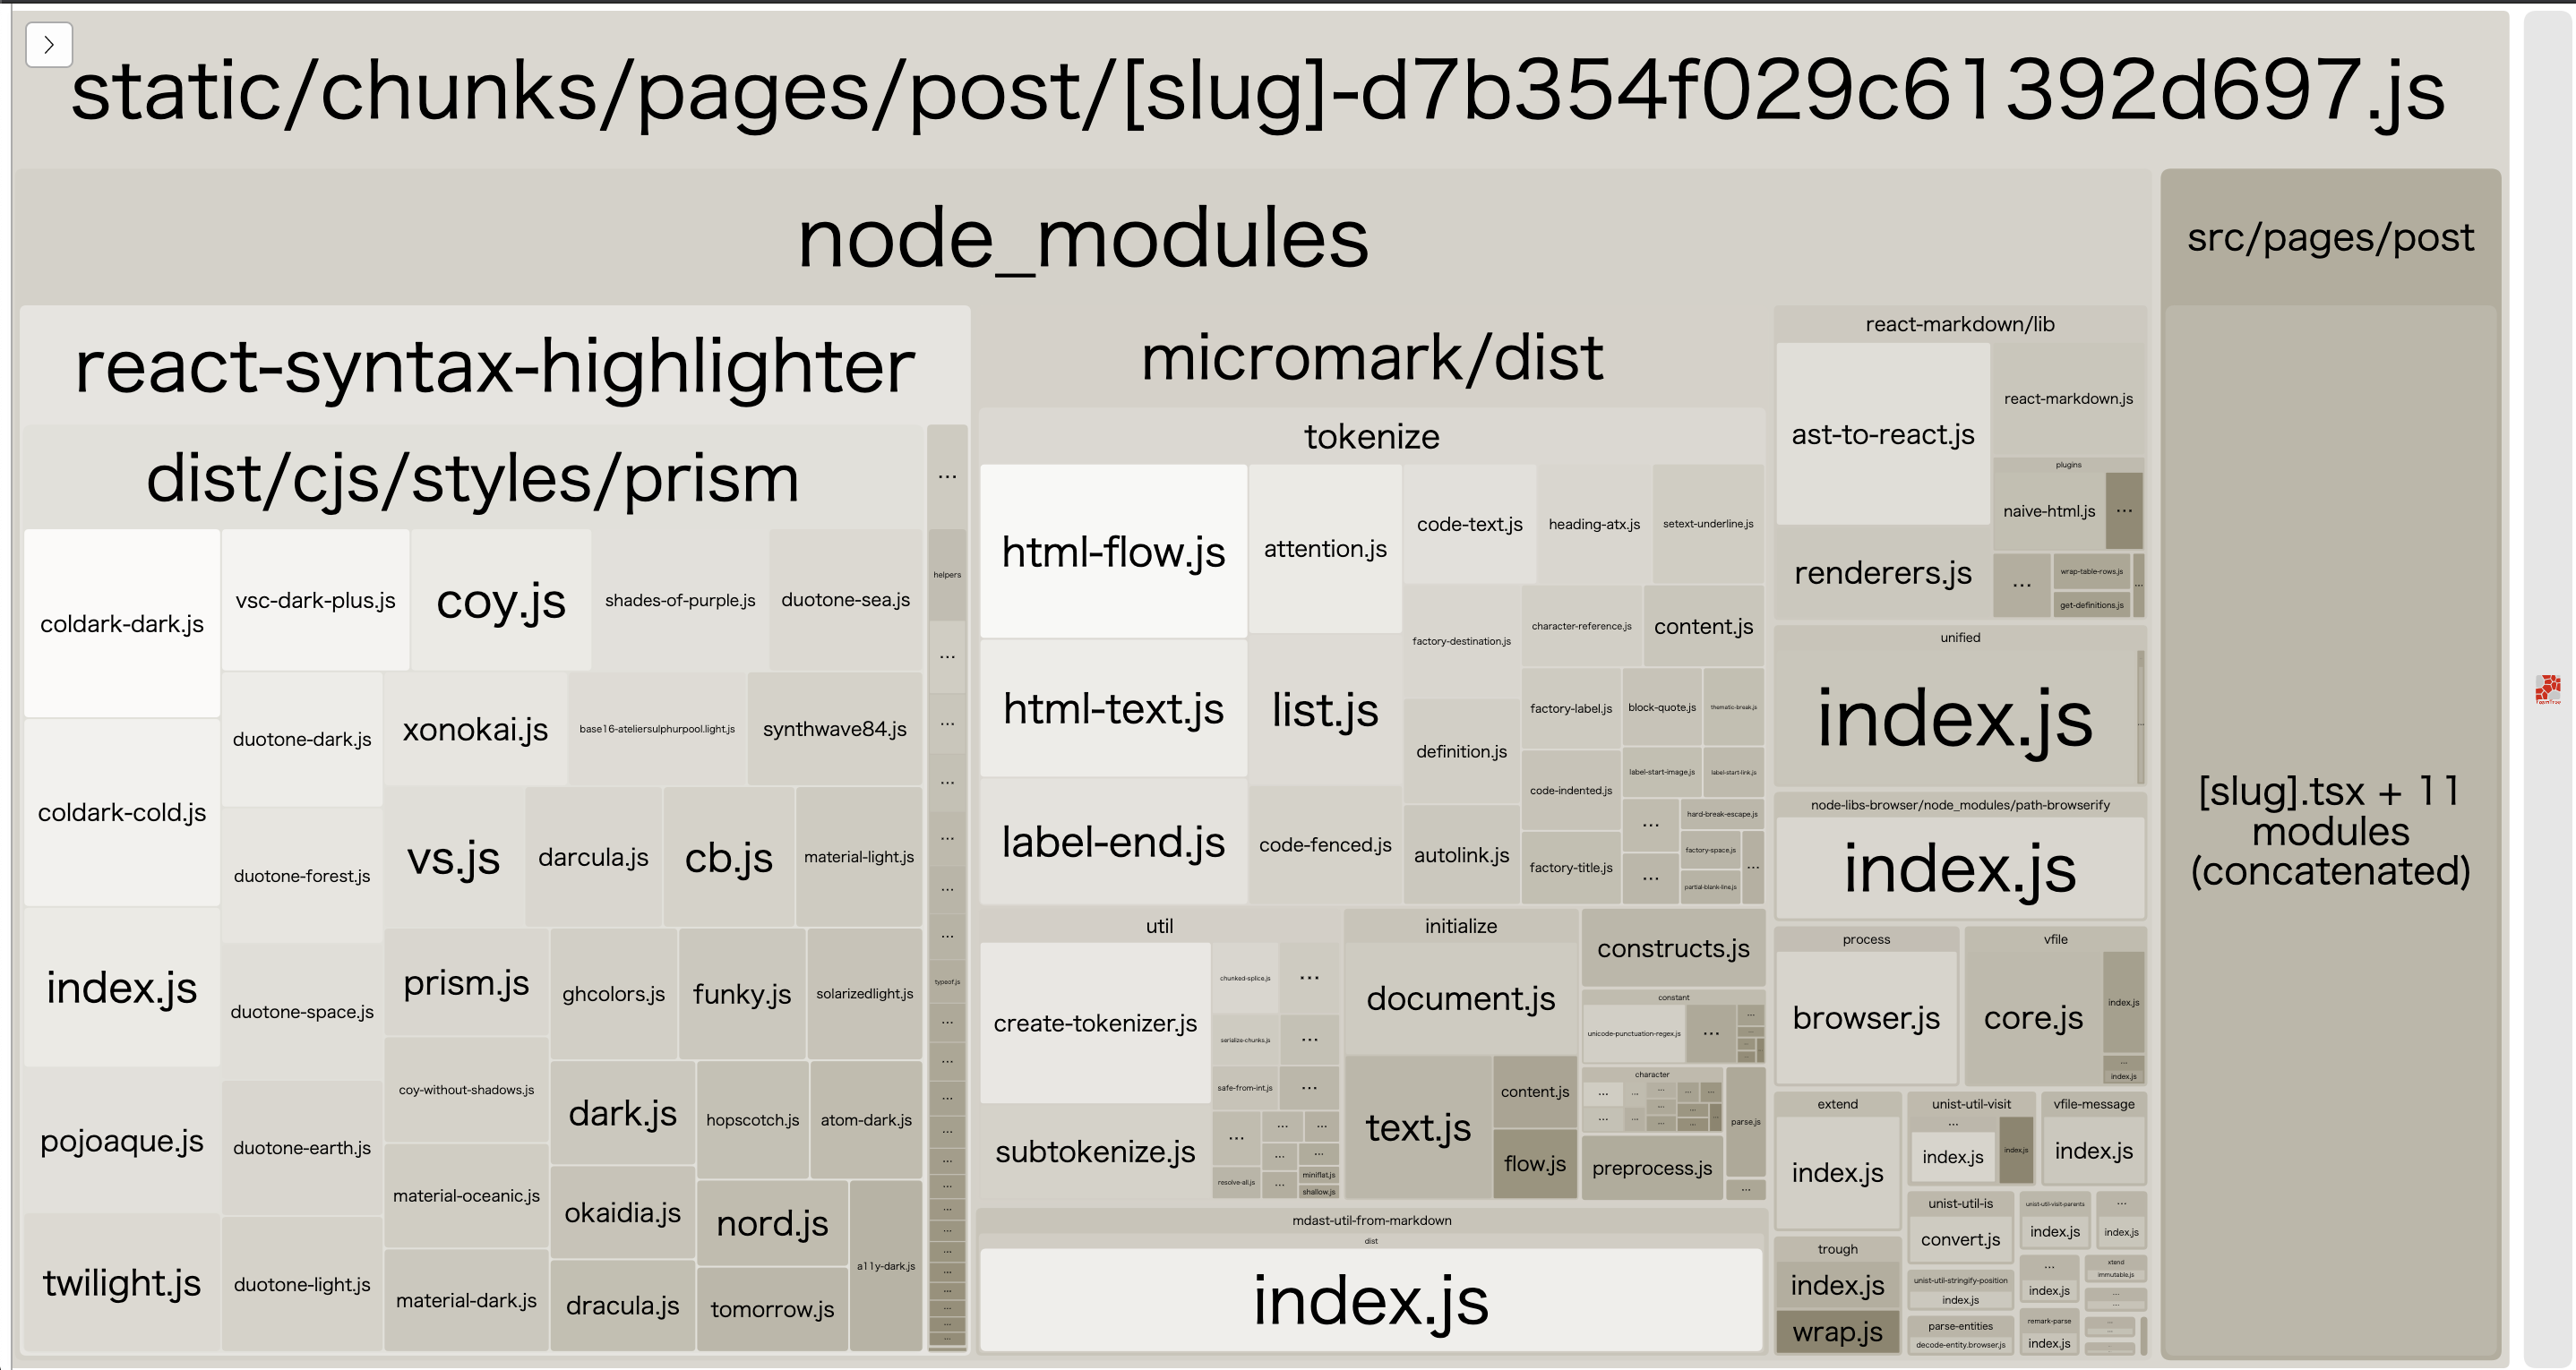 static/chunks/pages/post/[slug]-d7b354f029c61392d697.js
node_modules
src/pages/post
react-syntax-highlighter
dist/cjs/styles/prism
coldark-dark.js
vsc-dark-plus.js
coy.js
shades-of-purple.js
duotone-sea.js
coldark-cold.js
duotone-dark.js
xonokai.js
base16-ateliersulphurpool.light.js
synthwave84.js
duotone-forest.js
vs.js
darcula.js
cb.js
material-light.js
index.js
duotone-space.js
prism.js
ghcolors.js
funky.js
solarizedlight.js
pojoaque.js
duotone-earth.js
coy-without-shadows.js
dark.js
hopscotch.js
atom-dark.js
material-oceanic.js
okaidia.js
nord.js
a11y-dark.js
twilight.js
duotone-light.js
material-dark.js
dracula.js
tomorrow.js
...
helpers
...
...
...
...
...
...
typeof.js
...
...
...
...
...
...
...
...
...
...
...
...
...
...
micromark/dist
tokenize
html-flow.js
attention.js
code-text.js
heading-atx.js
setext-underline.js
html-text.js
list.js
factory-destination.js
character-reference.js
content.js
definition.js
factory-label.js
block-quote.js
thematic-break.js
label-end.js
code-fenced.js
autolink.js
code-indented.js
label-start-image.js
label-start-link.js
factory-title.js
...
hard-break-escape.js
...
factory-space.js
partial-blank-line.js
...
util
create-tokenizer.js
chunked-splice.js
...
serialize-chunks.js
...
safe-from-int.js
...
subtokenize.js
...
...
...
...
...
resolve-all.js
...
miniflat.js
shallow.js
initialize
document.js
text.js
content.js
flow.js
constructs.js
constant
unicode-punctuation-regex.js
...
character
parse.js
preprocess.js
...
mdast-util-from-markdown
dist
index.js
react-markdown/lib
ast-to-react.js
react-markdown.js
plugins
naive-html.js
...
renderers.js
...
wrap-table-rows.js
get-definitions.js
...
unified
index.js
node-libs-browser/node_modules/path-browserify
index.js
process
browser.js
vfile
core.js
index.js
...
index.js
extend
index.js
unist-util-visit
...
index.js
index.js
vfile-message
index.js
trough
index.js
wrap.js
unist-util-is
convert.js
unist-util-visit-parents
index.js
...
index.js
unist-util-stringify-position
index.js
...
index.js
xtend
immutable.js
parse-entities
decode-entity.browser.js
remark-parse
index.js
[slug].tsx + 11
modules
(concatenated)